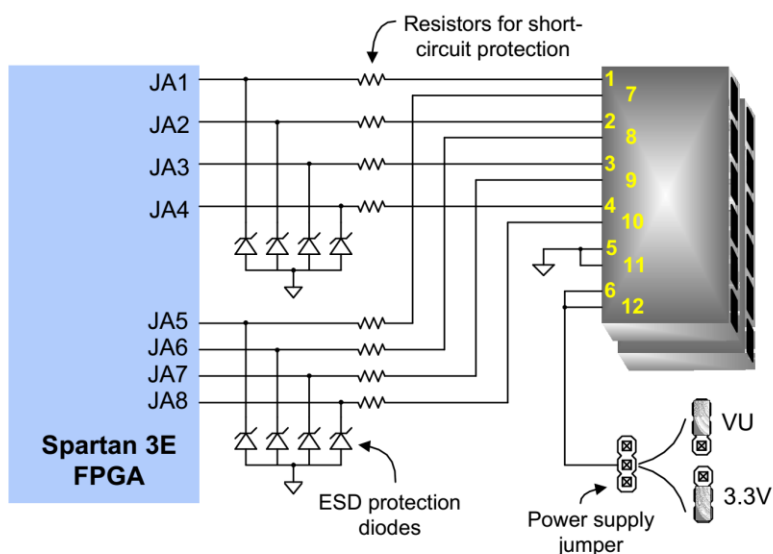 Resistors for short-
circuit protection
JA1
JA2
JA3
JA4
JA5
JA6
JA7
JA8
Spartan 3E
FPGA
1
7
2
8
3
9
4
10
5
11
6
12
ESD protection
diodes
VU
3.3V
Power supply
jumper